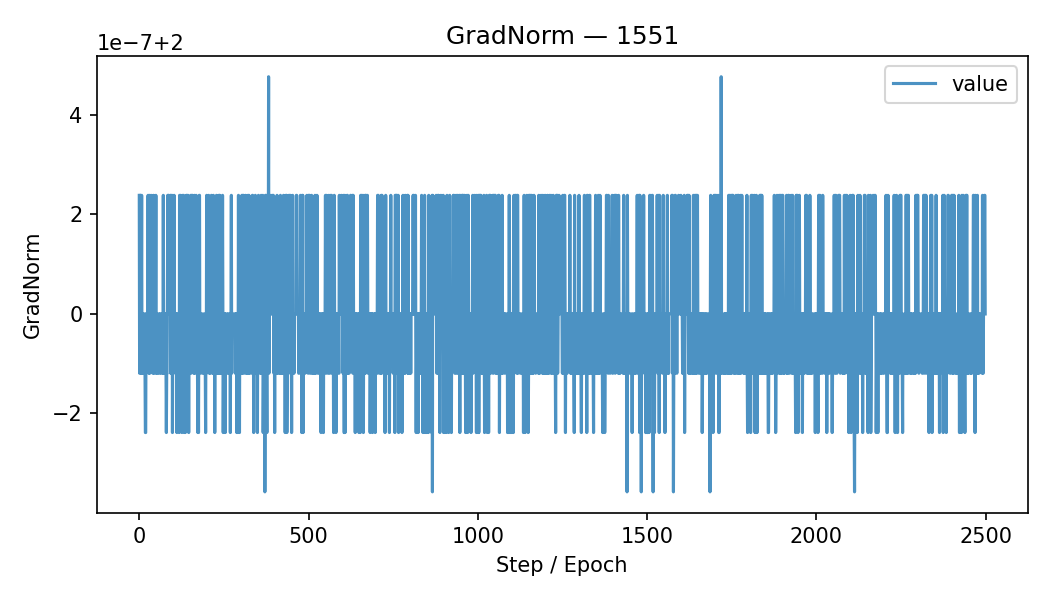 GradNorm — 1551
1e−7+2
value
GradNorm
4
2
0
−2
0
500
1000
1500
2000
2500
Step / Epoch